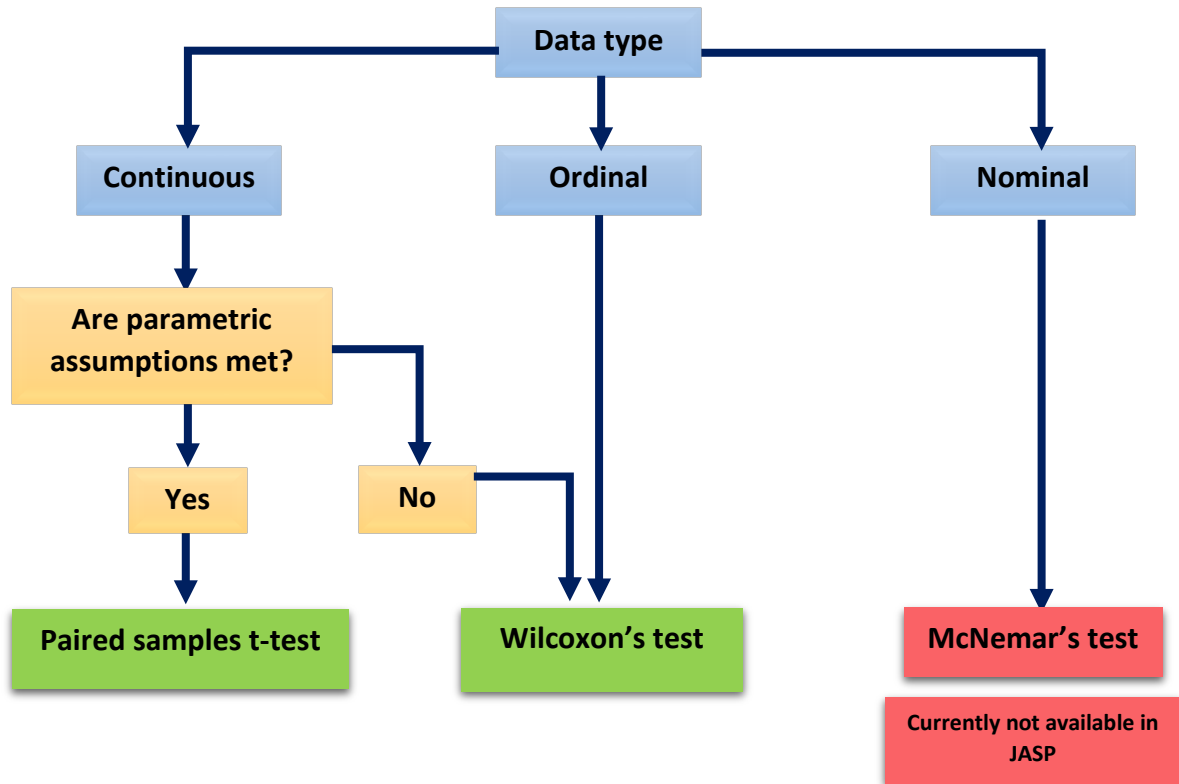 Data type
Continuous
Ordinal
Nominal
Are parametric
assumptions met?
Yes
No
Paired samples t-test
Wilcoxon’s test
McNemar’s test
Currently not available in
JASP